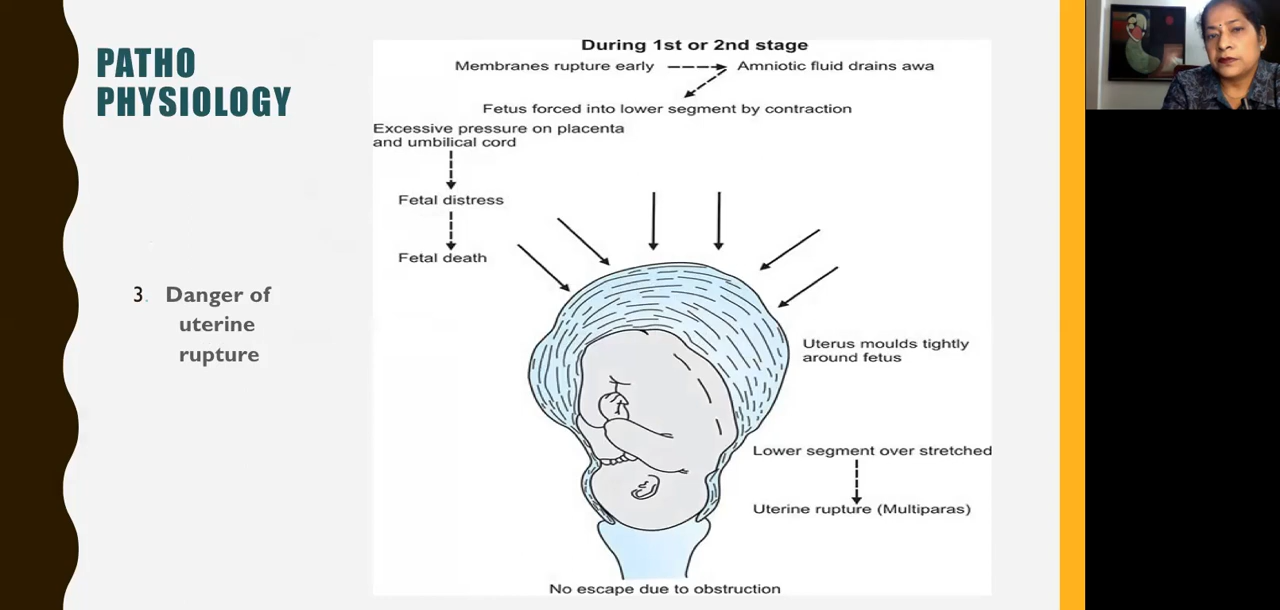 PATHO
PHYSIOLOGY
3. Danger of
uterine
rupture
During 1st or 2nd stage
Membranes rupture early
Amniotic fluid drains awa
Fetus forced into lower segment by contraction
Excessive pressure on placenta
and umbilical cord
Fetal distress
Fetal death
Uterus moulds tightly
around fetus
Lower segment over stretched
Uterine rupture (Multiparas)
No escape due to obstruction